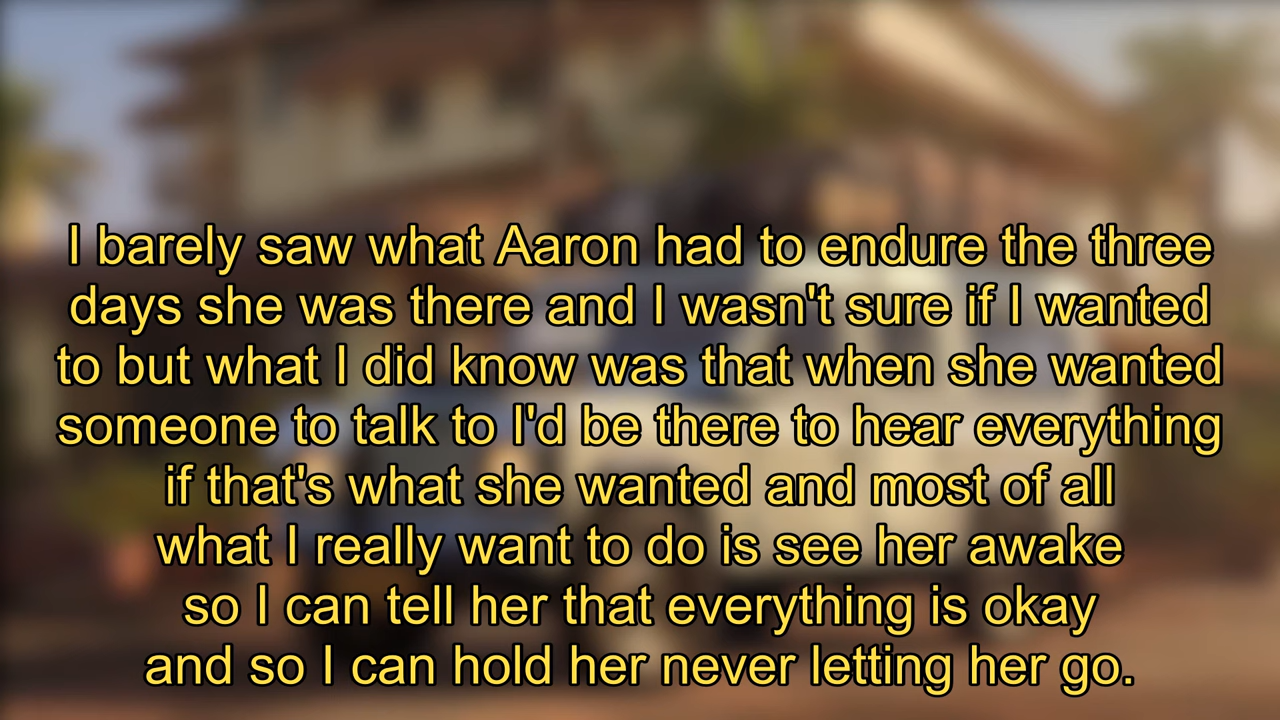 I barely saw what Aaron had to endure the three
days she was there and I wasn't sure if I wanted
to but what I did know was that when she wanted
someone to talk to I'd be there to hear everything
if that's what she wanted and most of all
what I really want to do is see her awake
so I can tell her that everything is okay
and so I can hold her never letting her go.